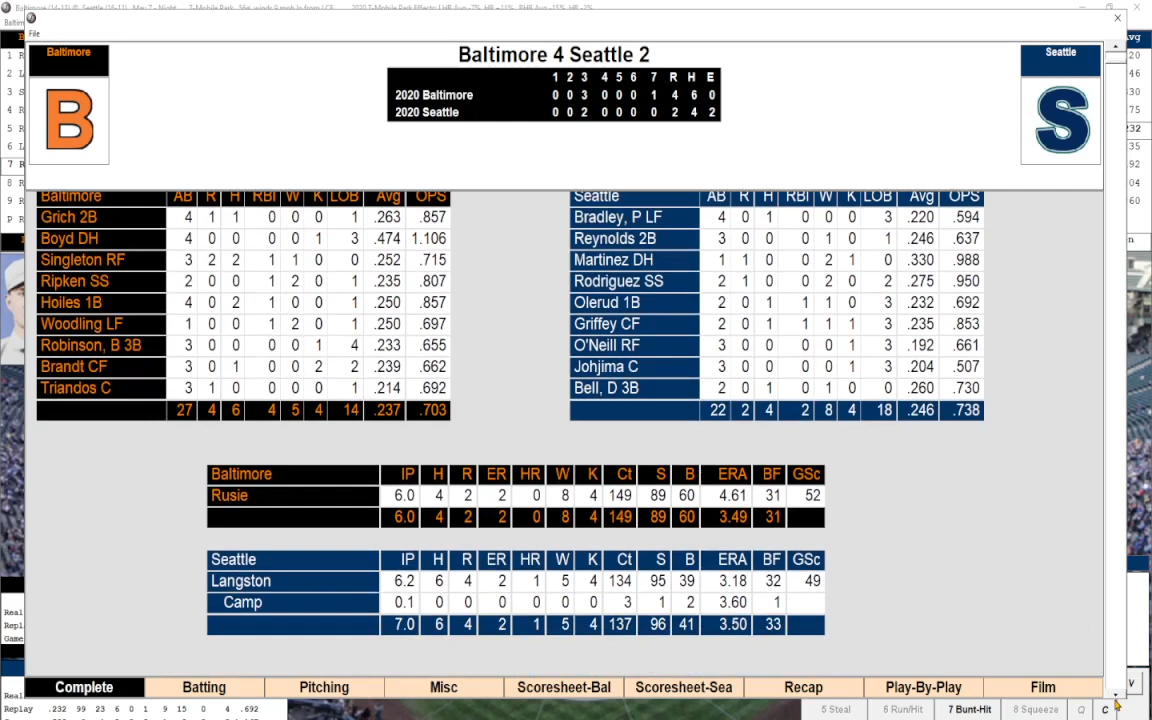 File
Baltimore 4 Seattle 2
Baltimore
B
Seattle
S
1 2 3 4 5 6 7 R H E
2020 Baltimore 0 0 3 0 0 0 1 4 6 0
2020 Seattle 0 0 2 0 0 0 0 2 4 2
Baltimore AB R H RBI W K LOB Avg OPS
Grich 2B 4 1 1 0 0 0 1 .263 .857
Boyd DH 4 0 0 0 0 1 3 .474 1.106
Singleton RF 3 2 2 1 1 0 0 .252 .715
Ripken SS 2 0 0 1 2 0 1 .235 .807
Hoiles 1B 4 0 2 0 0 0 1 .250 .857
Woodling LF 1 0 0 1 2 0 1 .250 .697
Robinson, B 3B 3 0 0 0 0 1 4 .233 .655
Brandt CF 3 0 1 0 0 2 2 .239 .662
Triandos C 3 1 0 0 0 0 1 .214 .692
27 4 6 4 5 4 14 .237 .703
Seattle AB R H RBI W K LOB Avg OPS
Bradley, P LF 4 0 1 0 0 0 3 .220 .594
Reynolds 2B 3 0 0 0 1 0 1 .246 .637
Martinez DH 1 1 0 0 2 1 0 .330 .988
Rodriguez SS 2 1 0 0 2 0 2 .275 .950
Olerud 1B 2 0 1 1 1 0 3 .232 .692
Griffey CF 2 0 1 1 1 1 3 .235 .853
O'Neill RF 3 0 0 0 0 1 3 .192 .661
Johjima C 3 0 0 0 0 1 3 .204 .507
Bell, D 3B 2 0 1 0 1 0 0 .260 .730
22 2 4 2 8 4 18 .246 .738
Baltimore IP H R ER HR W K Ct S B ERA BF GSc
Rusie 6.0 4 2 2 0 8 4 149 89 60 4.61 31 52
6.0 4 2 2 0 8 4 149 89 60 3.49 31
Seattle IP H R ER HR W K Ct S B ERA BF GSc
Langston 6.2 6 4 2 1 5 4 134 95 39 3.18 32 49
Camp 0.1 0 0 0 0 0 0 3 1 2 3.60 1
7.0 6 4 2 1 5 4 137 96 41 3.50 33
Complete Batting Pitching Misc Scoresheet-Bal Scoresheet-Sea Recap Play-By-Play Film
Replay .232 99 23 6 0 1 9 15 0 4 .692
5 Steal 6 Run/Hit 7 Bunt-Hit 8 Squeeze Q C